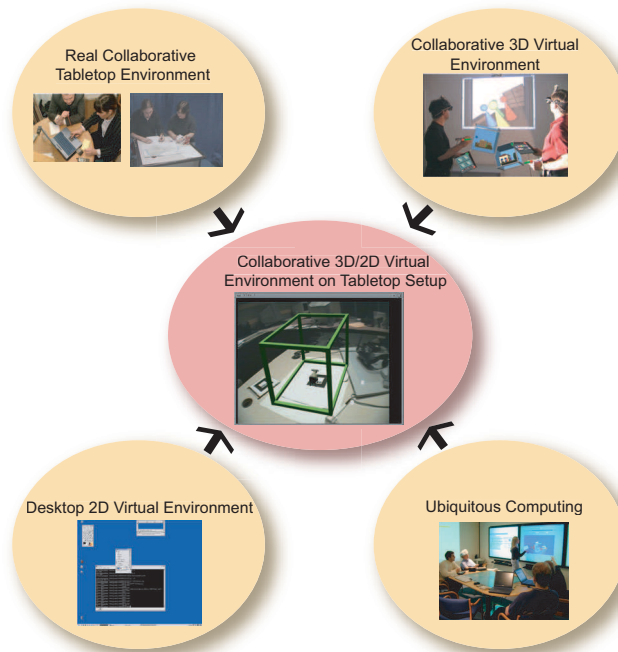 Real Collaborative
Tabletop Environment
Collaborative 3D Virtual
Environment
Collaborative 3D/2D Virtual
Environment on Tabletop Setup
Desktop 2D Virtual Environment
Ubiquitous Computing